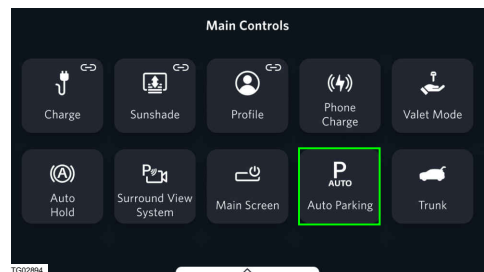 Main Controls
Charge
Sunshade
Profile
Phone
Charge
Valet Mode
(A)
Auto
Hold
P
Surround View
System
Main Screen
P
AUTO
Auto Parking
Trunk
TG02894